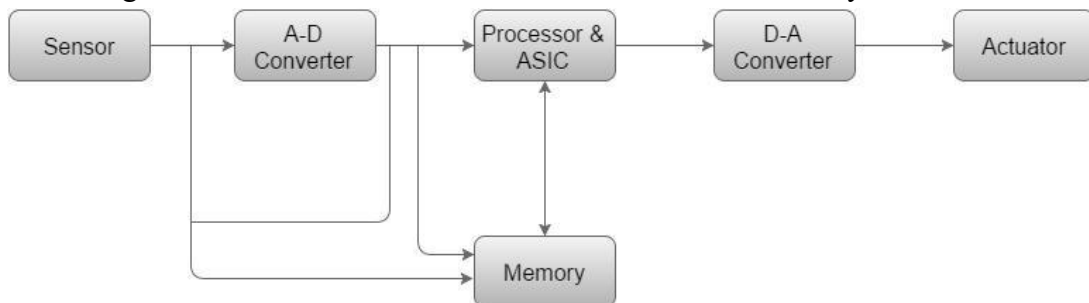 Sensor
A-D
Converter
Processor &
ASIC
D-A
Converter
Actuator
Memory